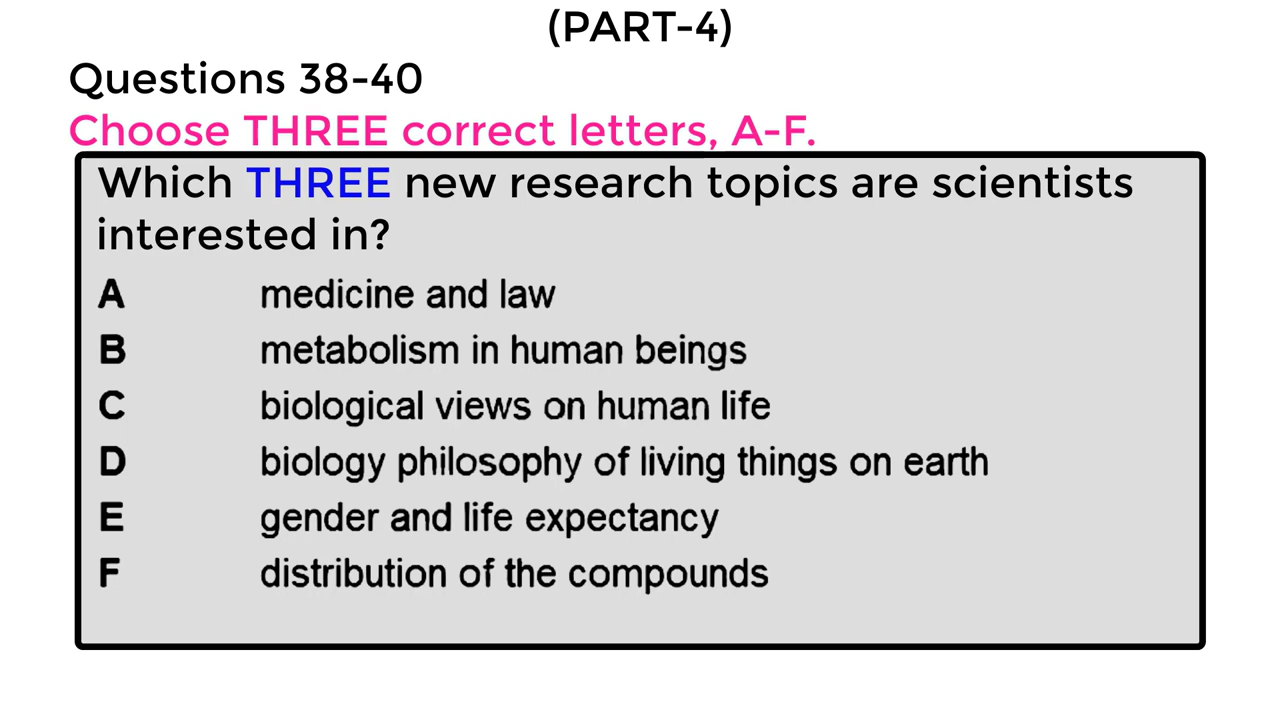 (PART-4)
Questions 38-40
Choose THREE correct letters, A-F.
Which THREE new research topics are scientists
interested in?
A medicine and law
B metabolism in human beings
C biological views on human life
D biology philosophy of living things on earth
E gender and life expectancy
F distribution of the compounds